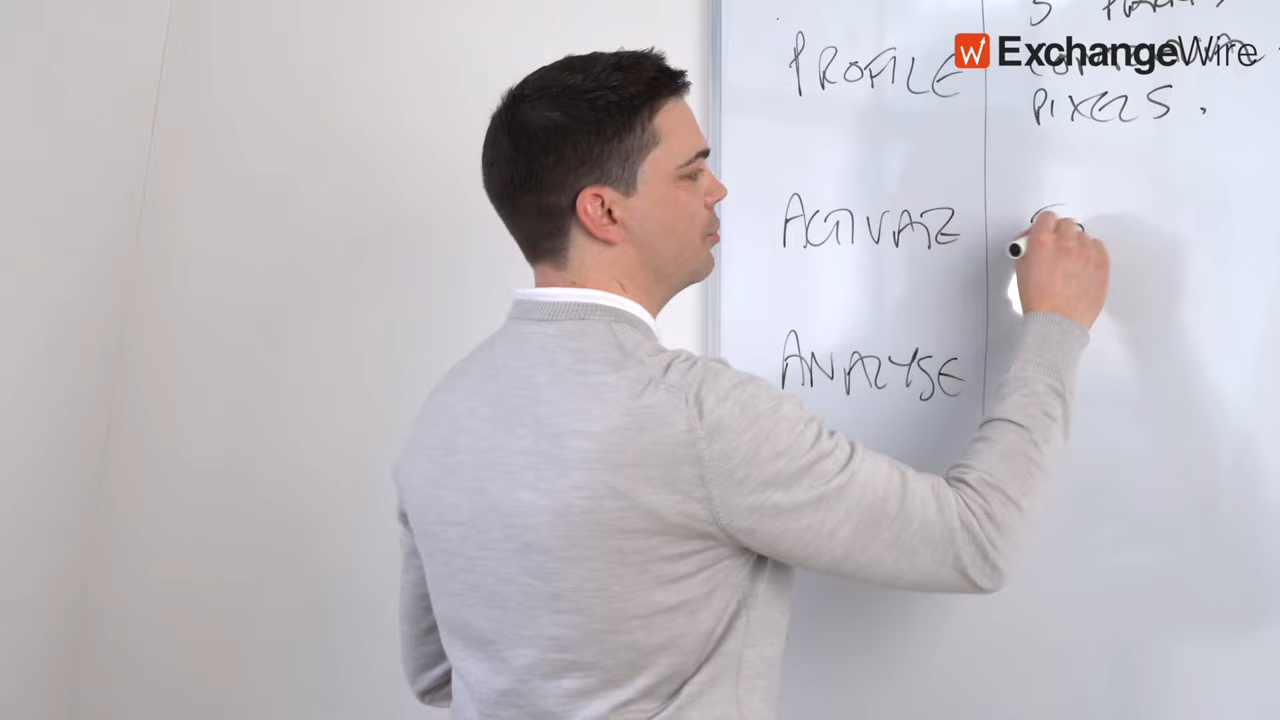 PROFILE
PIXELS.
ExchangeWire
ACTIVATE
ANALYSE